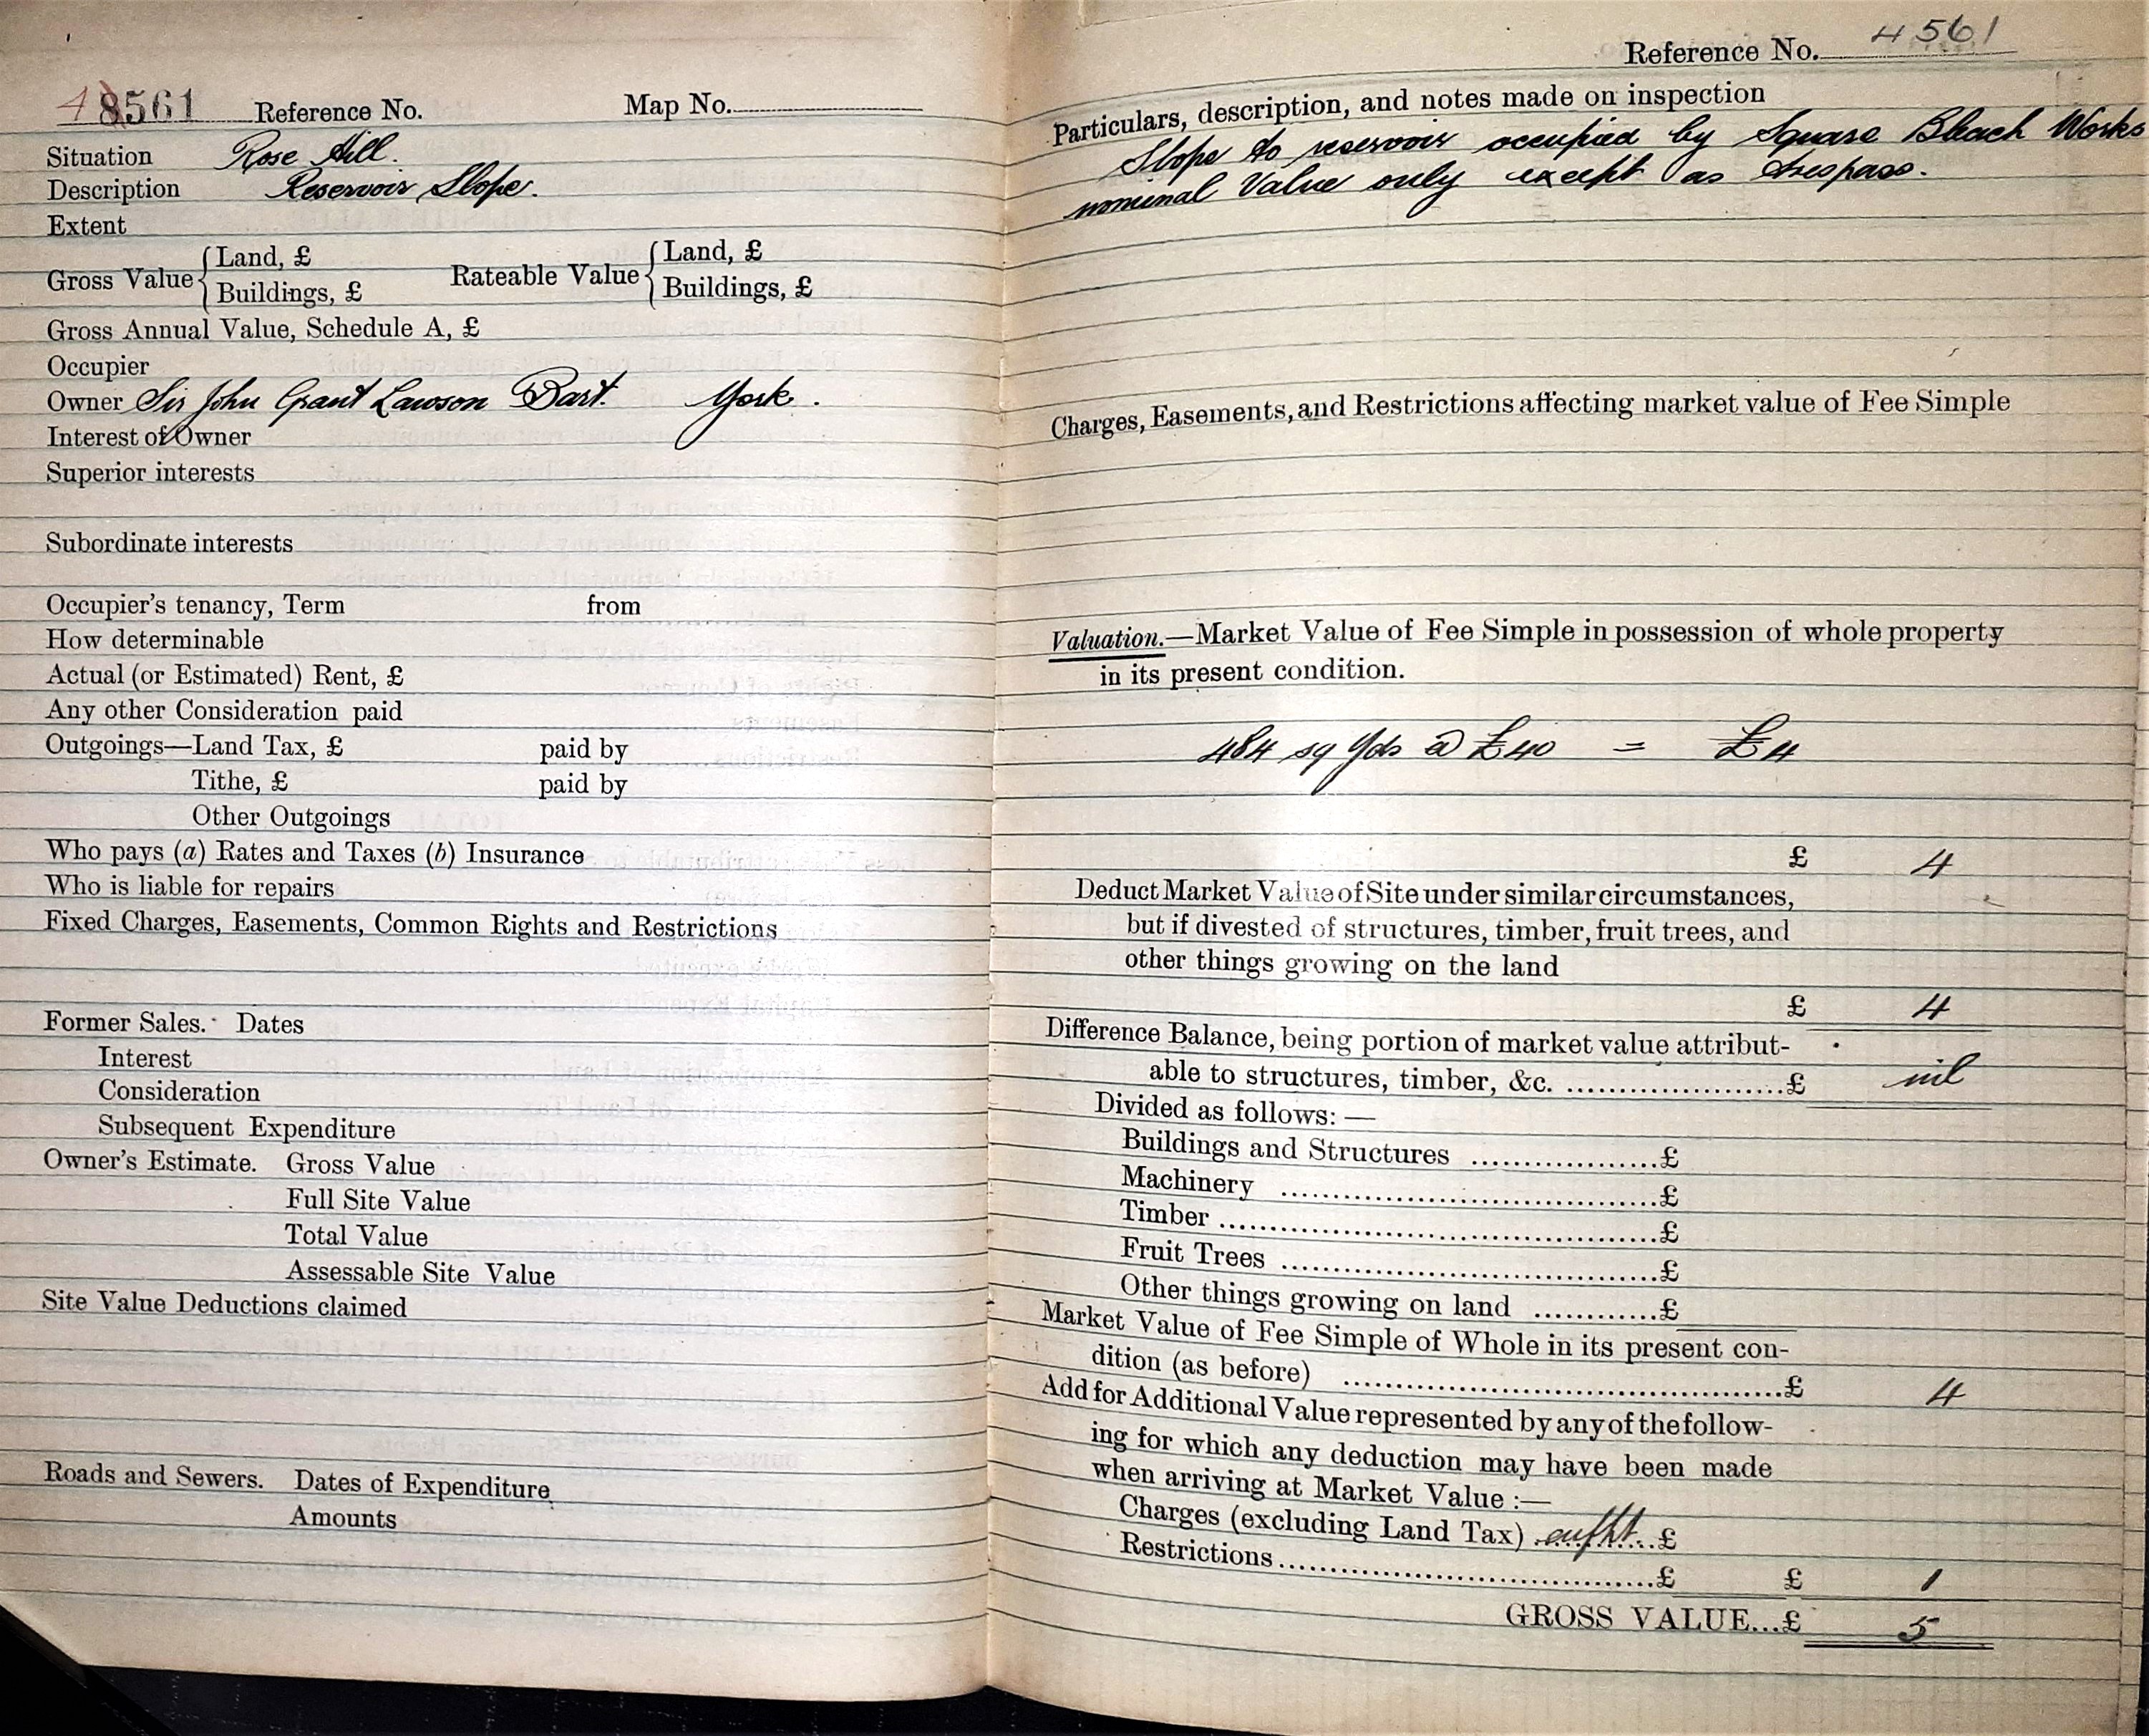 48561 Reference No. Map No.
Situation Rose Hill.
Description Reservoir Slope.
Extent
Gross Value { Land, £ Rateable Value { Land, £
Buildings, £ Buildings, £
Gross Annual Value, Schedule A, £
Occupier
Owner Sir John Grant Lawson Bart. York.
Interest of Owner
Superior interests
Subordinate interests
Occupier's tenancy, Term from
How determinable
Actual (or Estimated) Rent, £
Any other Consideration paid
Outgoings—Land Tax, £ paid by
Tithe, £ paid by
Other Outgoings
Who pays (a) Rates and Taxes (b) Insurance
Who is liable for repairs
Fixed Charges, Easements, Common Rights and Restrictions
Former Sales. Dates
Interest
Consideration
Subsequent Expenditure
Owner's Estimate. Gross Value
Full Site Value
Total Value
Assessable Site Value
Site Value Deductions claimed
Roads and Sewers. Dates of Expenditure
Amounts
Reference No. 4561
Particulars, description, and notes made on inspection
Slope to reservoir occupied by Square Bleach Works
nominal Value only except as trespass.
Charges, Easements, and Restrictions affecting market value of Fee Simple
Valuation.—Market Value of Fee Simple in possession of whole property
in its present condition.
484 sq yds @ £40 = £4
£ 4
Deduct Market Value of Site under similar circumstances,
but if divested of structures, timber, fruit trees, and
other things growing on the land
£ 4
Difference Balance, being portion of market value attribut-
able to structures, timber, &c. ......................£ nil
Divided as follows:—
Buildings and Structures ...................£
Machinery ......................................£
Timber .............................................£
Fruit Trees ......................................£
Other things growing on land ............£
Market Value of Fee Simple of Whole in its present con-
dition (as before) ..............................................£ 4
Add for Additional Value represented by any of the follow-
ing for which any deduction may have been made
when arriving at Market Value :—
Charges (excluding Land Tax) £
Restrictions.......................................£ £ 1
GROSS VALUE...£ 5